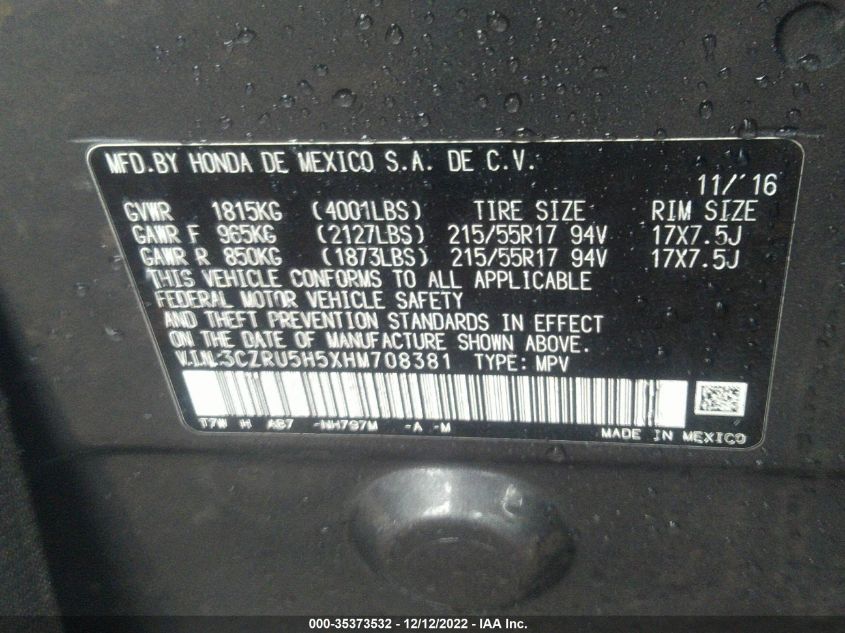 MFD.BY HONDA DE MEXICO S.A. DE C.V.
11/'16
GVWR 1815KG (4001LBS) TIRE SIZE RIM SIZE
GAWR F 965KG (2127LBS) 215/55R17 94V 17X7.5J
GAWR R 850KG (1873LBS) 215/55R17 94V 17X7.5J
THIS VEHICLE CONFORMS TO ALL APPLICABLE
FEDERAL MOTOR VEHICLE SAFETY
AND THEFT PREVENTION STANDARDS IN EFFECT
ON THE DATE OF MANUFACTURE SHOWN ABOVE.
V.I.N.:3CZRU5H5XHM708381 TYPE: MPV
T7W H AB7 -NH797M -A -M
MADE IN MEXICO
000-35373532 - 12/12/2022 - IAA Inc.